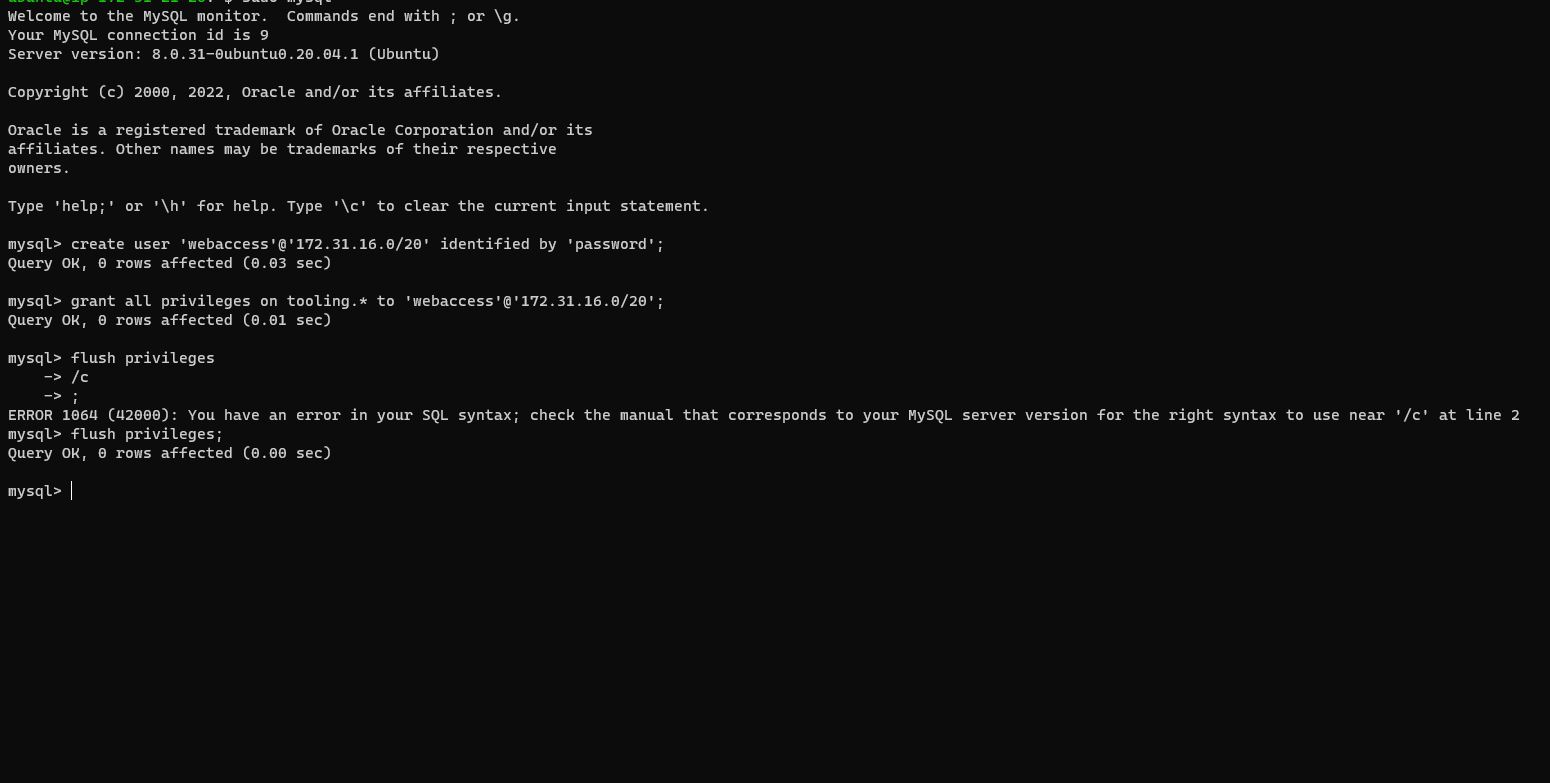 Welcome to the MySQL monitor.  Commands end with ; or \g.
Your MySQL connection id is 9
Server version: 8.0.31-0ubuntu0.20.04.1 (Ubuntu)
Copyright (c) 2000, 2022, Oracle and/or its affiliates.
Oracle is a registered trademark of Oracle Corporation and/or its
affiliates. Other names may be trademarks of their respective
owners.
Type 'help;' or '\h' for help. Type '\c' to clear the current input statement.
mysql> create user 'webaccess'@'172.31.16.0/20' identified by 'password';
Query OK, 0 rows affected (0.03 sec)
mysql> grant all privileges on tooling.* to 'webaccess'@'172.31.16.0/20';
Query OK, 0 rows affected (0.01 sec)
mysql> flush privileges
    -> /c
    -> ;
ERROR 1064 (42000): You have an error in your SQL syntax; check the manual that corresponds to your MySQL server version for the right syntax to use near '/c' at line 2
mysql> flush privileges;
Query OK, 0 rows affected (0.00 sec)
mysql>